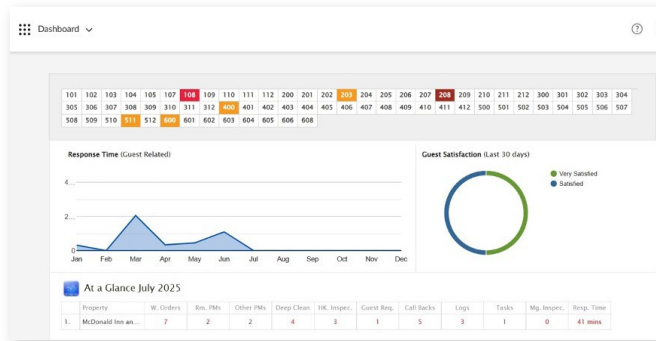 Dashboard
?
101 102 103 104 105 107 108 109 110 111 112 200 201 202 203 204 205 206 207 208 209 210 211 212 300 301 302 303 304
305 306 307 308 309 310 311 312 400 401 402 403 404 405 406 407 408 409 410 411 412 500 501 502 503 504 505 506 507
508 509 510 511 512 600 601 602 603 604 605 606 608
Response Time (Guest Related)
4...
2...
0
Jan Feb Mar Apr May Jun Jul Aug Sep Oct Nov Dec
Guest Satisfaction (Last 30 days)
Very Satisfied
Satisfied
At a Glance July 2025
Property W. Orders Rm. PMs Other PMs Deep Clean HK. Inspec. Guest Req. Call Backs Logs Tasks Mg. Inspec. Resp. Time
1. McDonald Inn an... 7 2 2 4 3 1 5 3 1 0 41 mins